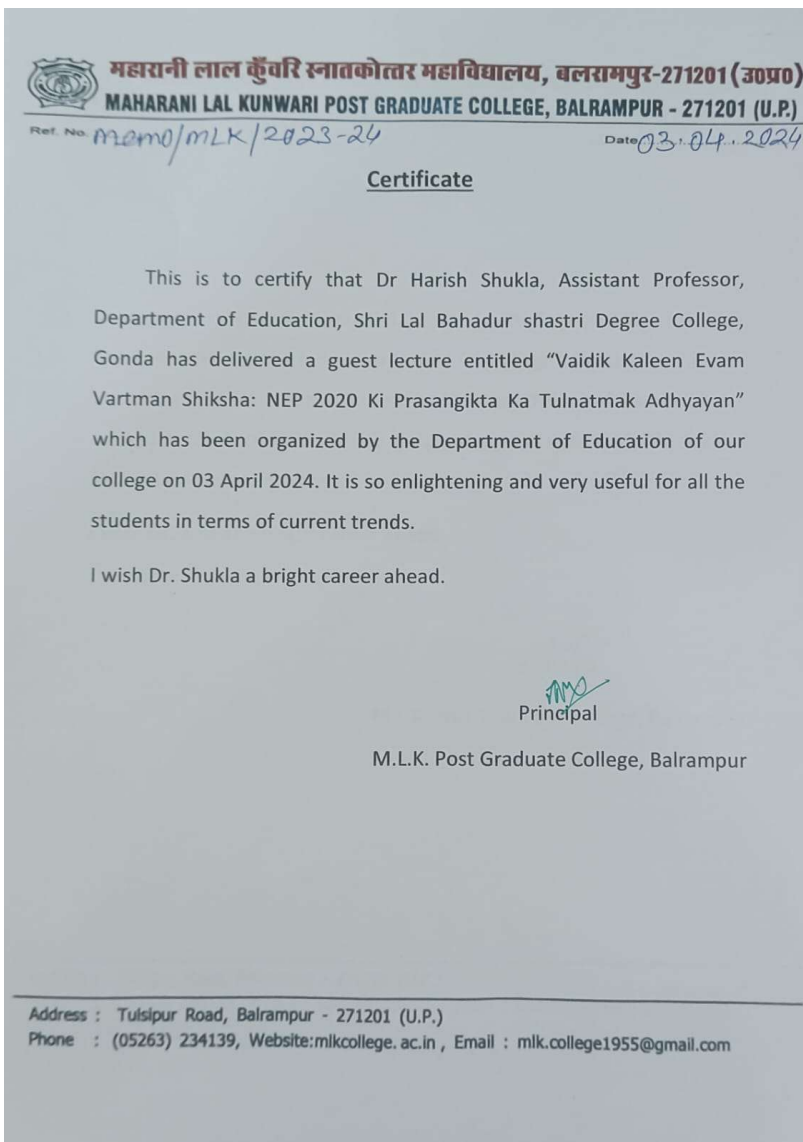 महारानी लाल कुँवरि स्नातकोत्तर महाविद्यालय, बलरामपुर-271201(उ0प्र0)
MAHARANI LAL KUNWARI POST GRADUATE COLLEGE, BALRAMPUR - 271201 (U.P.)
Ref. No. memo/MLK/2023-24 Date 03.04.2024
Certificate
This is to certify that Dr Harish Shukla, Assistant Professor,
Department of Education, Shri Lal Bahadur shastri Degree College,
Gonda has delivered a guest lecture entitled “Vaidik Kaleen Evam
Vartman Shiksha: NEP 2020 Ki Prasangikta Ka Tulnatmak Adhyayan”
which has been organized by the Department of Education of our
college on 03 April 2024. It is so enlightening and very useful for all the
students in terms of current trends.
I wish Dr. Shukla a bright career ahead.
Principal
M.L.K. Post Graduate College, Balrampur
Address : Tulsipur Road, Balrampur - 271201 (U.P.)
Phone : (05263) 234139, Website:mlkcollege.ac.in , Email : mlk.college1955@gmail.com